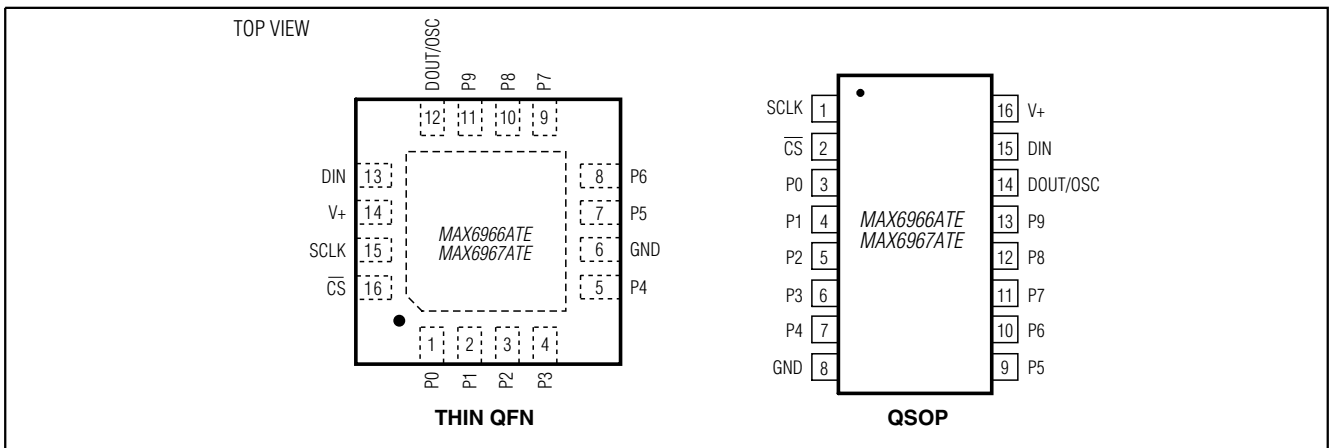 TOP VIEW
DOUT/OSC
P9
P8
P7
12
11
10
9
DIN 13
V+ 14
SCLK 15
C̅S̅ 16
8 P6
7 P5
6 GND
5 P4
MAX6966ATE
MAX6967ATE
1
2
3
4
P0
P1
P2
P3
THIN QFN
SCLK 1
C̅S̅ 2
P0 3
P1 4
P2 5
P3 6
P4 7
GND 8
MAX6966ATE
MAX6967ATE
16 V+
15 DIN
14 DOUT/OSC
13 P9
12 P8
11 P7
10 P6
9 P5
QSOP